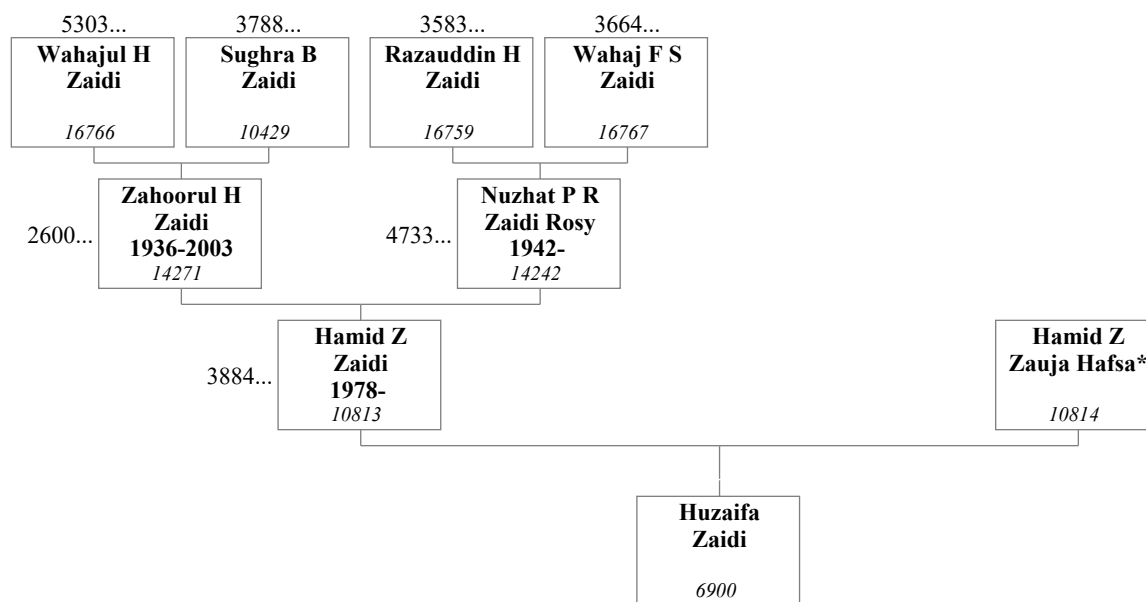 5303...
3788...
3583...
3664...
Wahajul H
Zaidi
16766
Sughra B
Zaidi
10429
Razauddin H
Zaidi
16759
Wahaj F S
Zaidi
16767
2600...
Zahoorul H
Zaidi
1936-2003
14271
4733...
Nuzhat P R
Zaidi Rosy
1942-
14242
3884...
Hamid Z
Zaidi
1978-
10813
Hamid Z
Zauja Hafsa*
10814
Huzaifa
Zaidi
6900